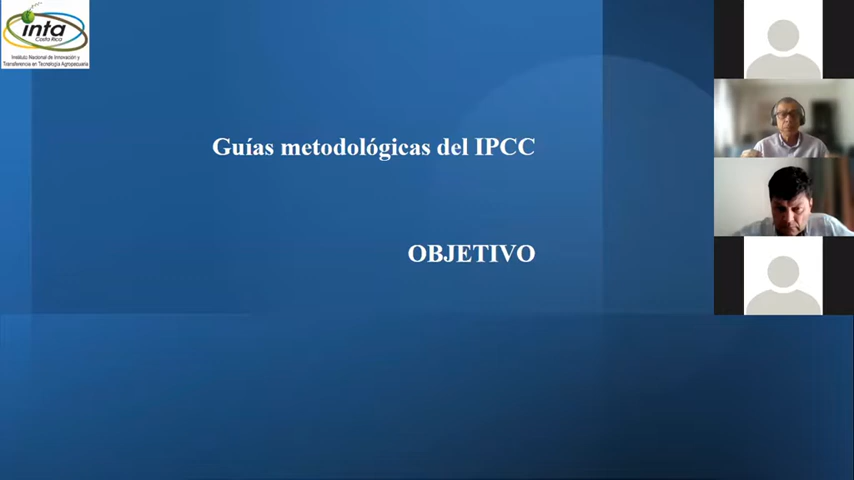 inta
Costa Rica
Instituto Nacional de Innovación y
Transferencia en Tecnología Agropecuaria
Guías metodológicas del IPCC
OBJETIVO